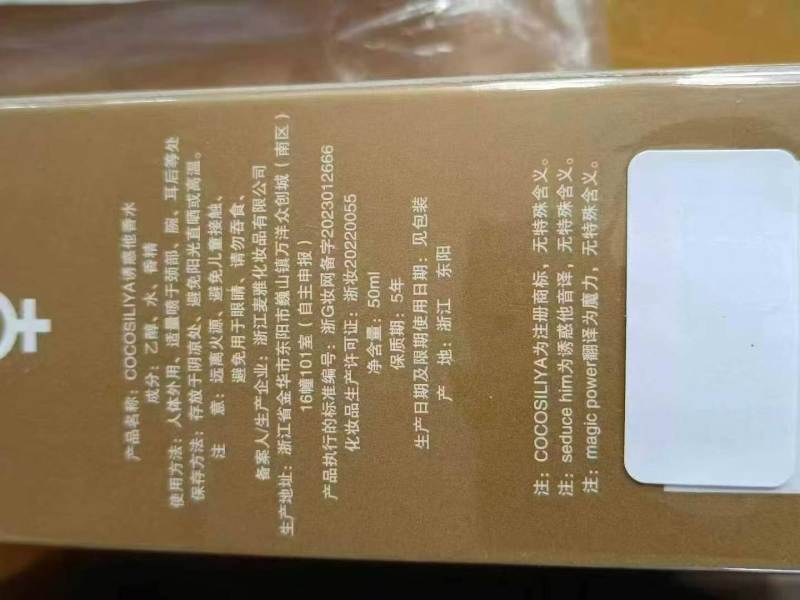 产品名称：COCOSILIYA诱惑他香水
成分：乙醇、水、香精
使用方法：人体外用、适量喷于颈部、腕、耳后等处
保存方法：存放于阴凉处、避免阳光直晒或高温。
注 意：远离火源、避免儿童接触、
避免用于眼睛、请勿吞食、
备案人/生产企业：浙江麦雅化妆品有限公司
生产地址：浙江省金华市东阳市巍山镇万洋众创城（南区）
16幢101室（自主申报）
产品执行的标准编号：浙G妆网备字2023012666
化妆品生产许可证：浙妆20220055
净含量：50ml
保质期：5年
生产日期及限期使用日期：见包装
产 地：浙江 东阳
注：COCOSILIYA为注册商标，无特殊含义。
注：seduce him为诱惑他音译，无特殊含义。
注：magic power翻译为魔力，无特殊含义。